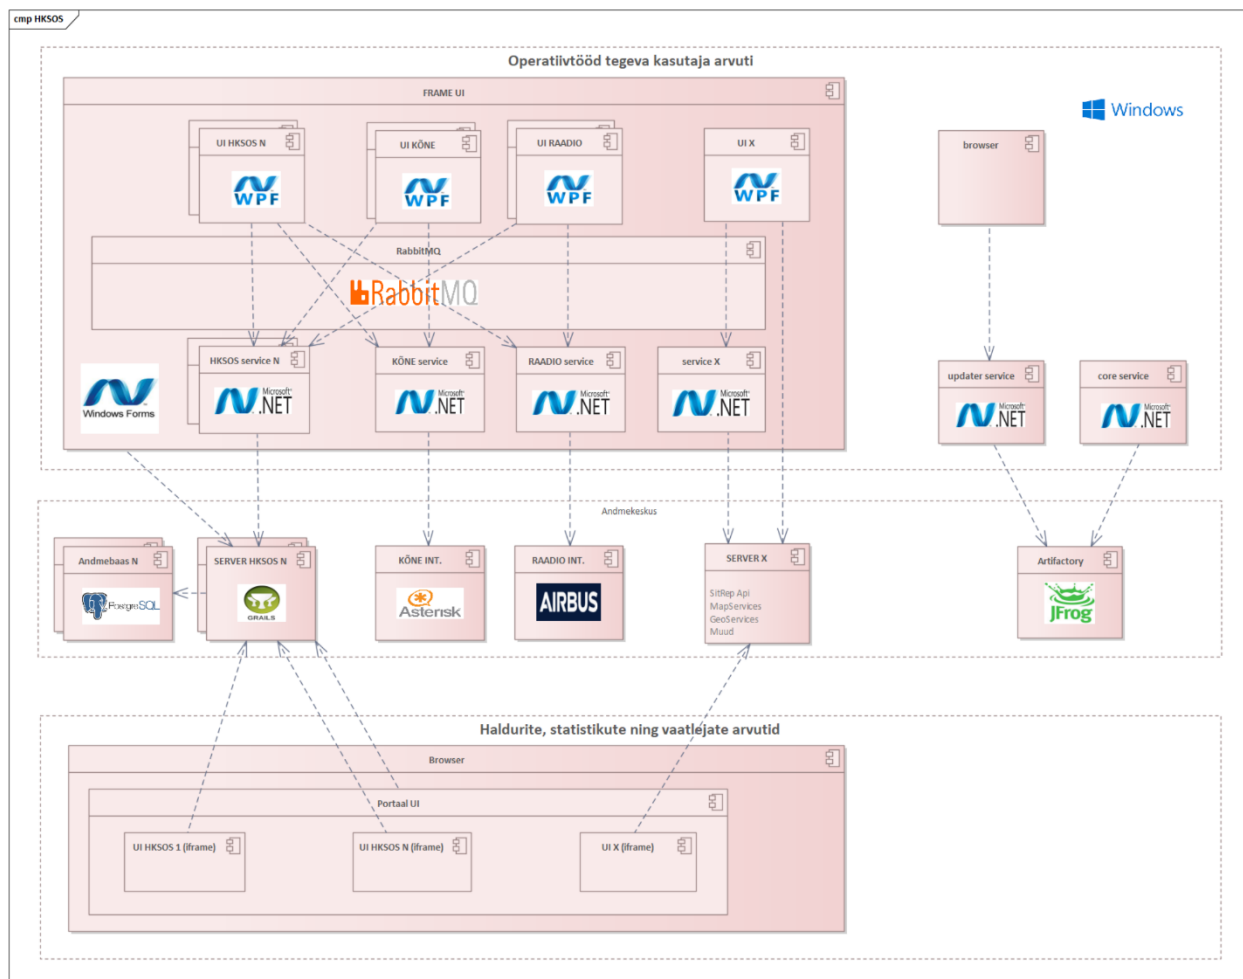 cmp HKSOS
Operatiivtööd tegeva kasutaja arvuti
FRAME UI
Windows
UI HKSOS N
UI KÕNE
UI RAADIO
UI X
browser
WPF
WPF
WPF
WPF
RabbitMQ
RabbitMQ
HKSOS service N
KÕNE service
RAADIO service
service X
updater service
core service
Windows Forms
Microsoft .NET
Microsoft .NET
Microsoft .NET
Microsoft .NET
Microsoft .NET
Microsoft .NET
Andmekeskus
Andmebaas N
SERVER HKSOS N
KÕNE INT.
RAADIO INT.
SERVER X
Artifactory
PostgreSQL
GRAILS
Asterisk
AIRBUS
SitRep Api
MapServices
GeoServices
Muud
JFrog
Haldurite, statistikute ning vaatlejate arvutid
Browser
Portaal UI
UI HKSOS 1 (iframe)
UI HKSOS N (iframe)
UI X (iframe)